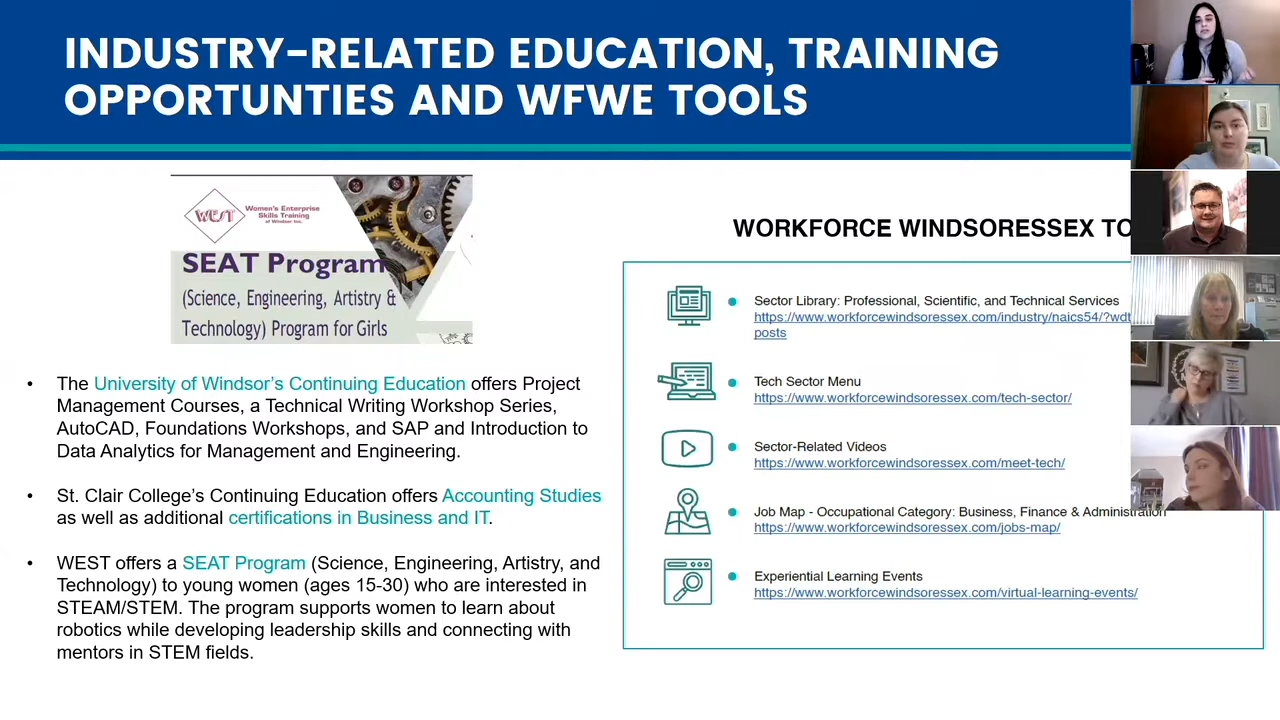 INDUSTRY-RELATED EDUCATION, TRAINING
OPPORTUNTIES AND WFWE TOOLS
WEST
Women's Enterprise
Skills Training
of Windsor Inc.
SEAT Program
(Science, Engineering, Artistry &
Technology) Program for Girls
• The University of Windsor's Continuing Education offers Project
Management Courses, a Technical Writing Workshop Series,
AutoCAD, Foundations Workshops, and SAP and Introduction to
Data Analytics for Management and Engineering.
• St. Clair College's Continuing Education offers Accounting Studies
as well as additional certifications in Business and IT.
• WEST offers a SEAT Program (Science, Engineering, Artistry, and
Technology) to young women (ages 15-30) who are interested in
STEAM/STEM. The program supports women to learn about
robotics while developing leadership skills and connecting with
mentors in STEM fields.
WORKFORCE WINDSORESSEX TO
Sector Library: Professional, Scientific, and Technical Services
https://www.workforcewindsoressex.com/industry/naics54/?wdt
posts
Tech Sector Menu
https://www.workforcewindsoressex.com/tech-sector/
Sector-Related Videos
https://www.workforcewindsoressex.com/meet-tech/
Job Map - Occupational Category: Business, Finance & Administration
https://www.workforcewindsoressex.com/jobs-map/
Experiential Learning Events
https://www.workforcewindsoressex.com/virtual-learning-events/